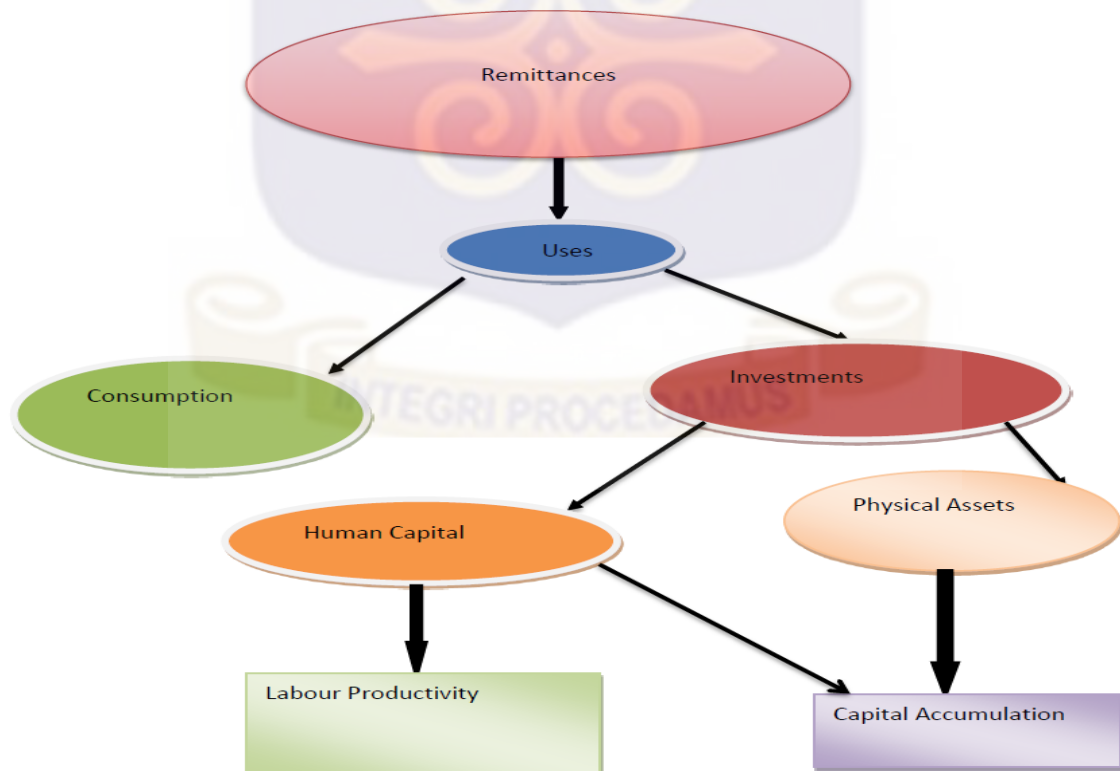 Remittances
Uses
Consumption
Investments
INTEGRI PROCEDAMUS
Human Capital
Physical Assets
Labour Productivity
Capital Accumulation